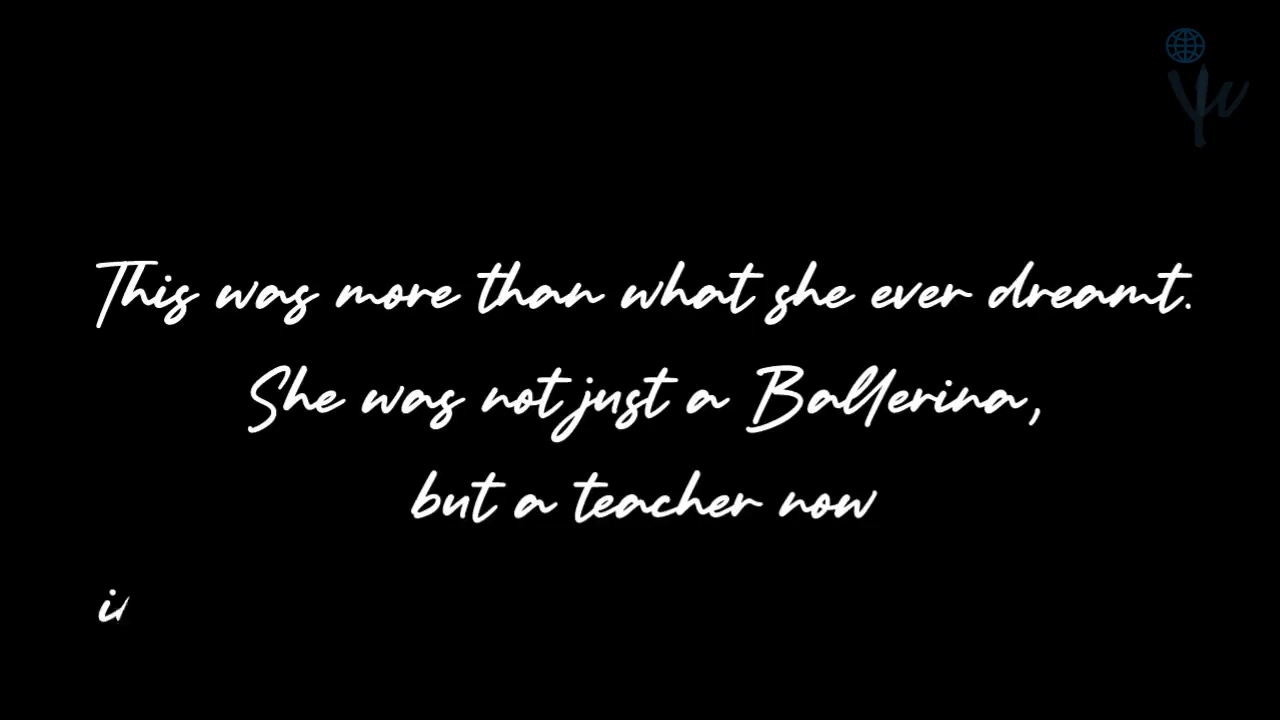 This was more than what she ever dreamt.
She was not just a Ballerina,
but a teacher now